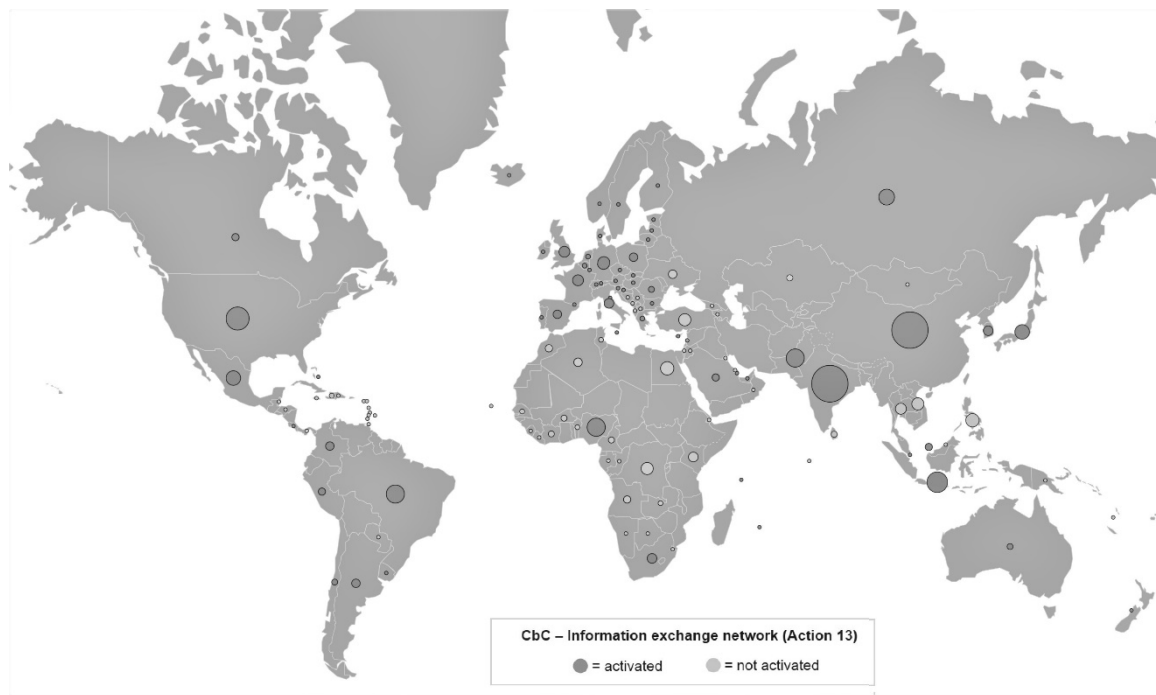 CbC – Information exchange network (Action 13)
= activated = not activated